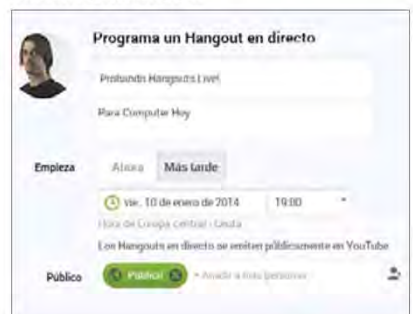 Programa un Hangout en directo
Probando Hangouts Live!
Para Computer Hoy
Empieza
Ahora Más tarde
vie., 10 de enero de 2014 19:00
Hora de Europa central - Ceuta
Los Hangouts en directo se emiten públicamente en YouTube
Público Público + Añadir a más personas